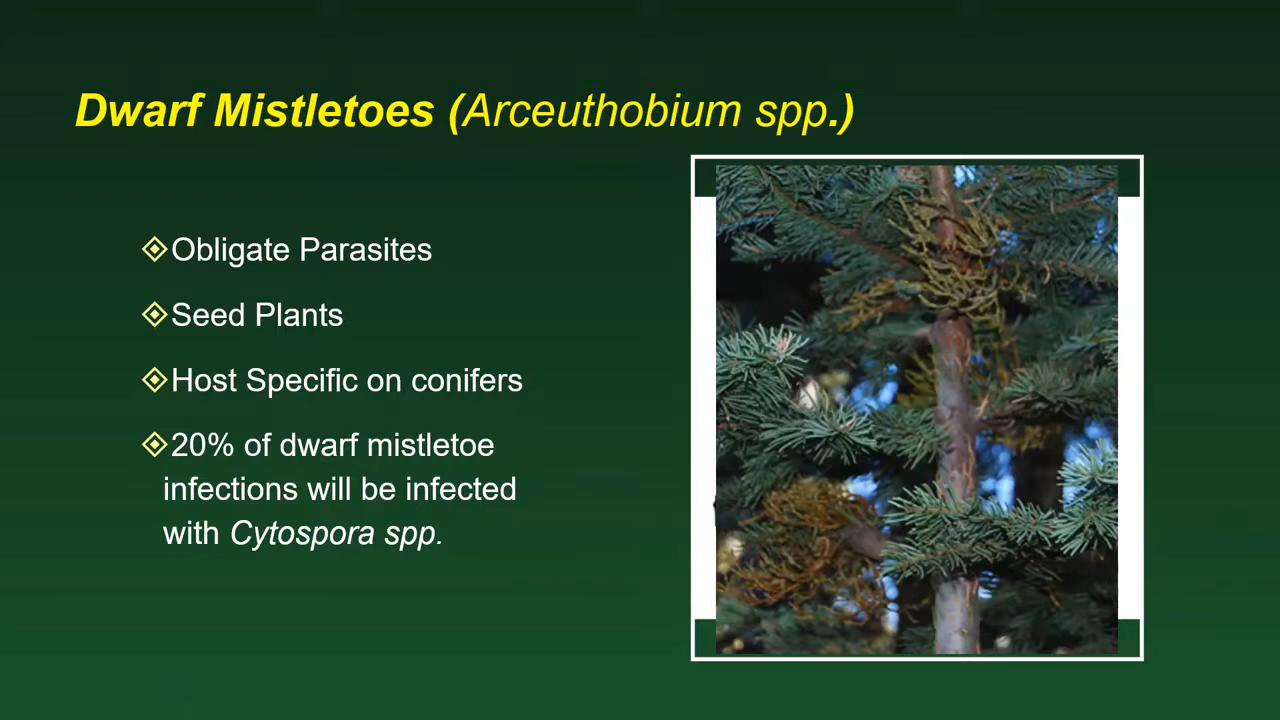 Dwarf Mistletoes (Arceuthobium spp.)
Obligate Parasites
Seed Plants
Host Specific on conifers
20% of dwarf mistletoe
infections will be infected
with Cytospora spp.